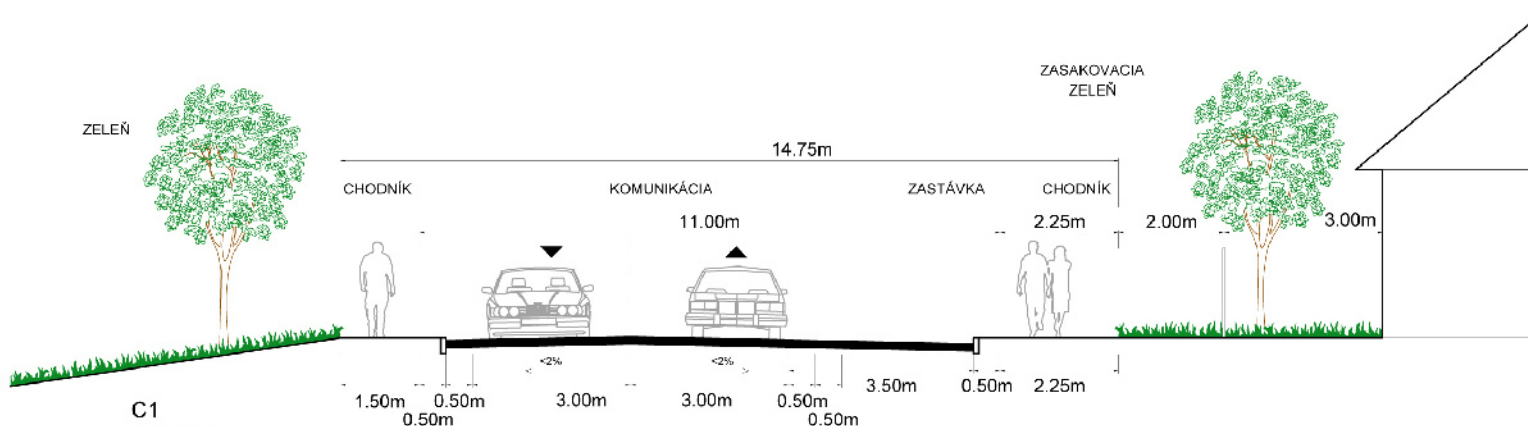 ZASAKOVACIA
ZELEŇ
ZELEŇ
14.75m
CHODNÍK
KOMUNIKÁCIA
ZASTÁVKA
CHODNÍK
11.00m
2.25m
2.00m
3.00m
<2%
<2%
1.50m
0.50m
0.50m
3.00m
3.00m
0.50m
0.50m
3.50m
0.50m
2.25m
C1